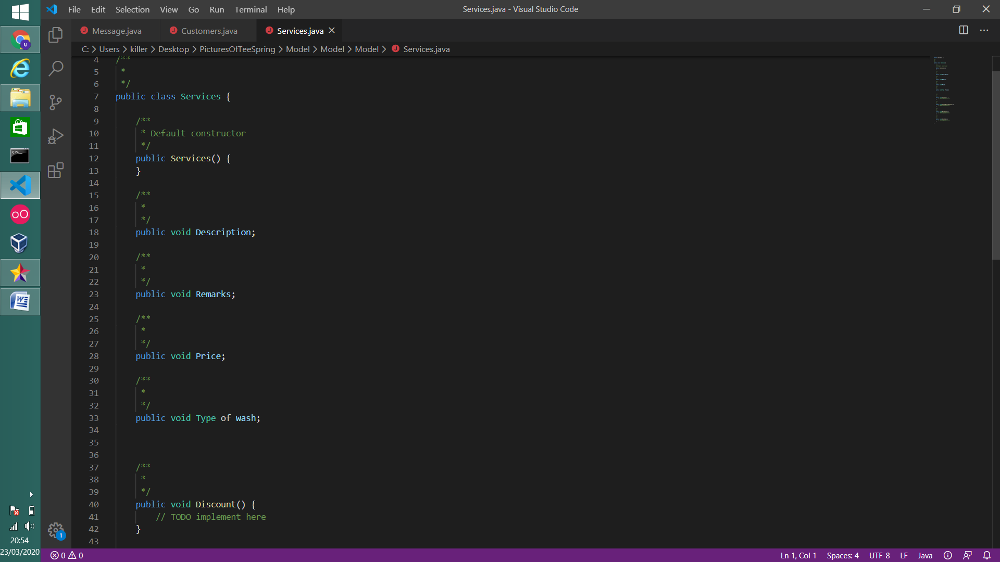 File Edit Selection View Go Run Terminal Help
Services.java - Visual Studio Code
Message.java
Customers.java
Services.java
C: > Users > killer > Desktop > PicturesOfTeeSpring > Model > Model > Model > Services.java
4 /**
5 *
6 */
7 public class Services {
8
9 /**
10 * Default constructor
11 */
12 public Services() {
13 }
14
15 /**
16 *
17 */
18 public void Description;
19
20 /**
21 *
22 */
23 public void Remarks;
24
25 /**
26 *
27 */
28 public void Price;
29
30 /**
31 *
32 */
33 public void Type of wash;
34
35
36
37 /**
38 *
39 */
40 public void Discount() {
41 // TODO implement here
42 }
43
20:54
23/03/2020
1
0 0
Ln 1, Col 1 Spaces: 4 UTF-8 LF Java